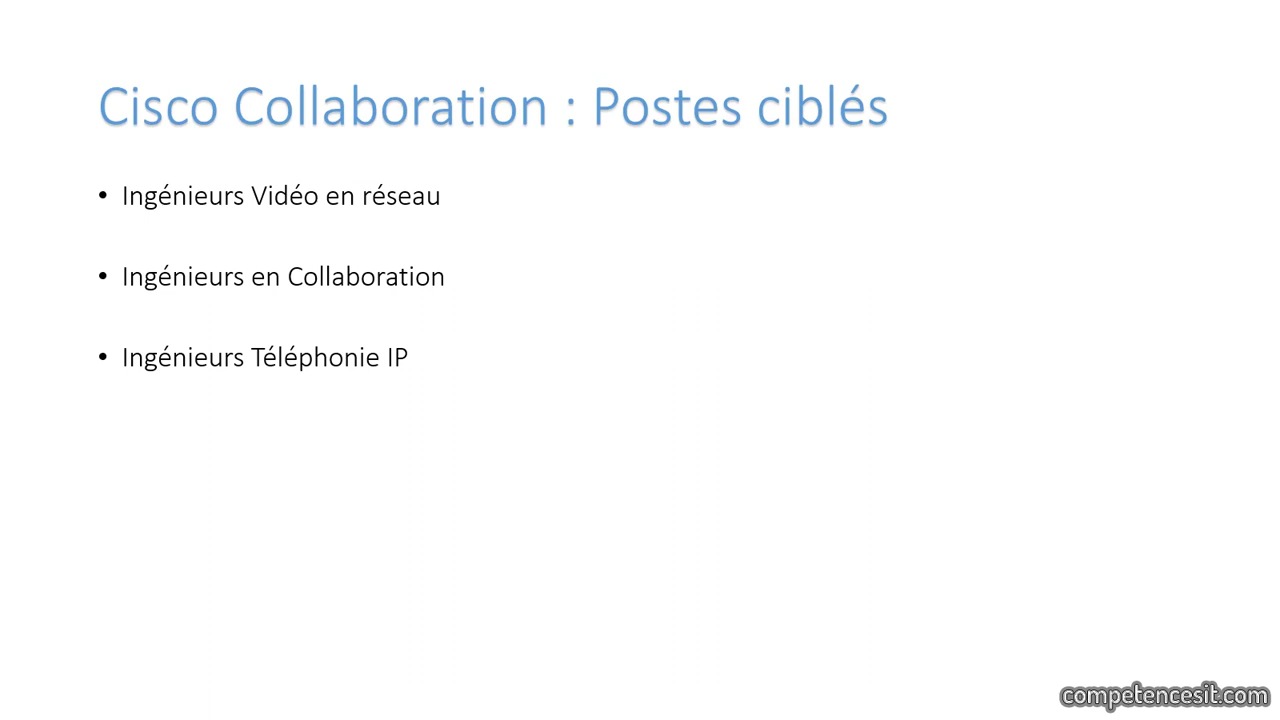 Cisco Collaboration : Postes ciblés
• Ingénieurs Vidéo en réseau
• Ingénieurs en Collaboration
• Ingénieurs Téléphonie IP
competencesit.com